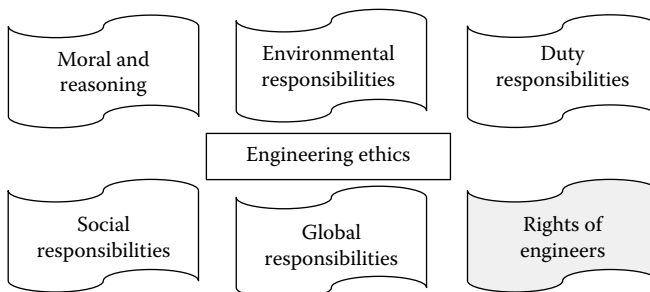 Moral and
reasoning
Environmental
responsibilities
Duty
responsibilities
Engineering ethics
Social
responsibilities
Global
responsibilities
Rights of
engineers